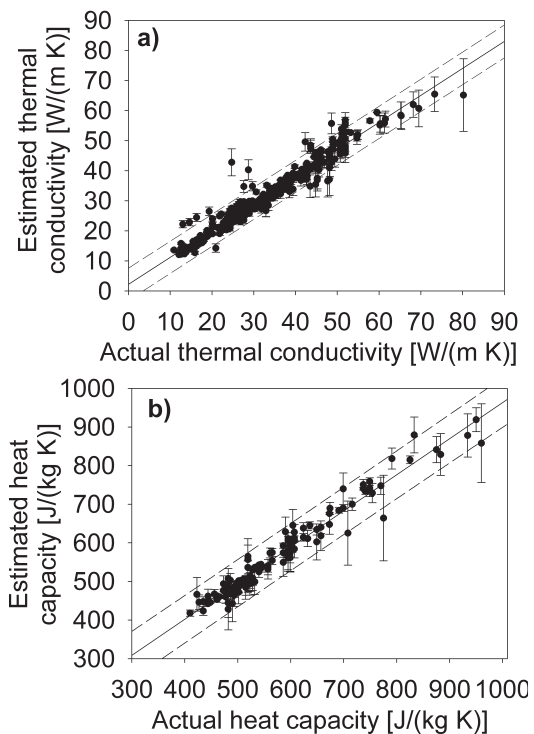 a)
90
80
70
60
50
40
30
20
10
0
Estimated thermal
conductivity [W/(m K)]
0 10 20 30 40 50 60 70 80 90
Actual thermal conductivity [W/(m K)]
b)
1000
900
800
700
600
500
400
300
Estimated heat
capacity [J/(kg K)]
300 400 500 600 700 800 900 1000
Actual heat capacity [J/(kg K)]